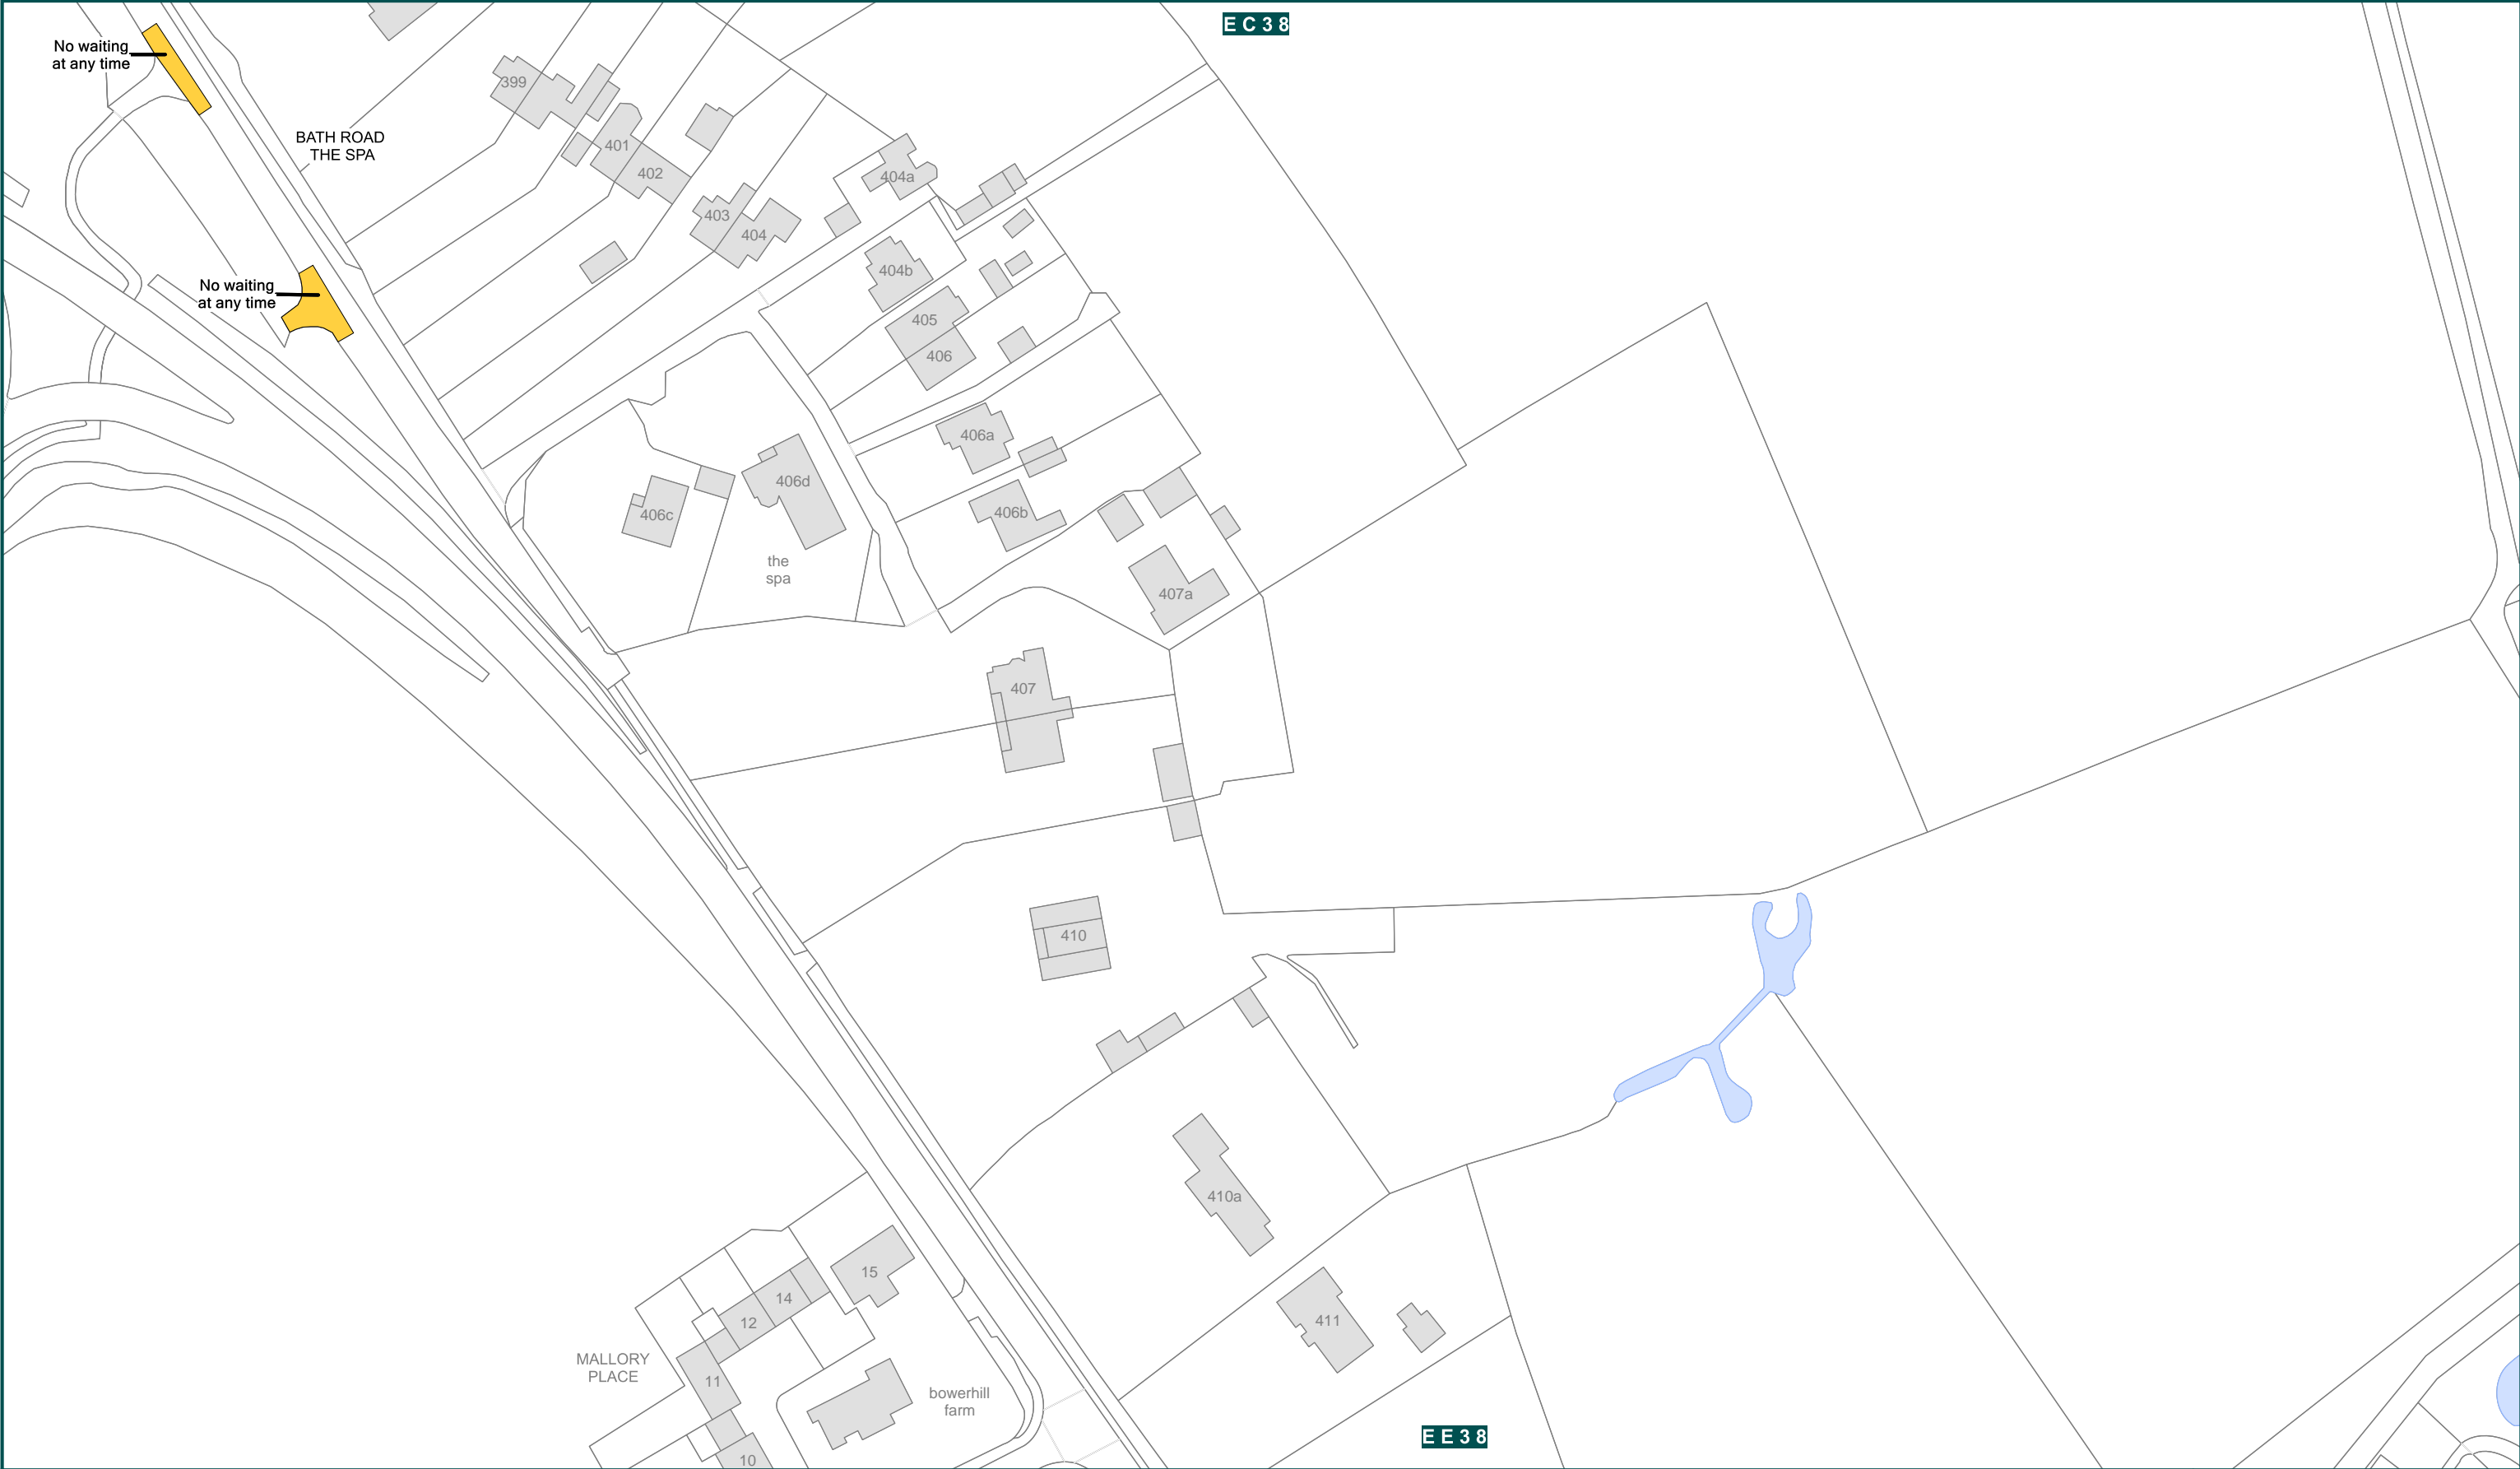 EC38
No waiting
at any time
399
BATH ROAD
THE SPA
401
402
404a
403
404
404b
No waiting
at any time
405
406
406a
406d
406c
406b
the
spa
407a
407
410
410a
15
14
12
411
MALLORY
PLACE
11
bowerhill
farm
EE38
10